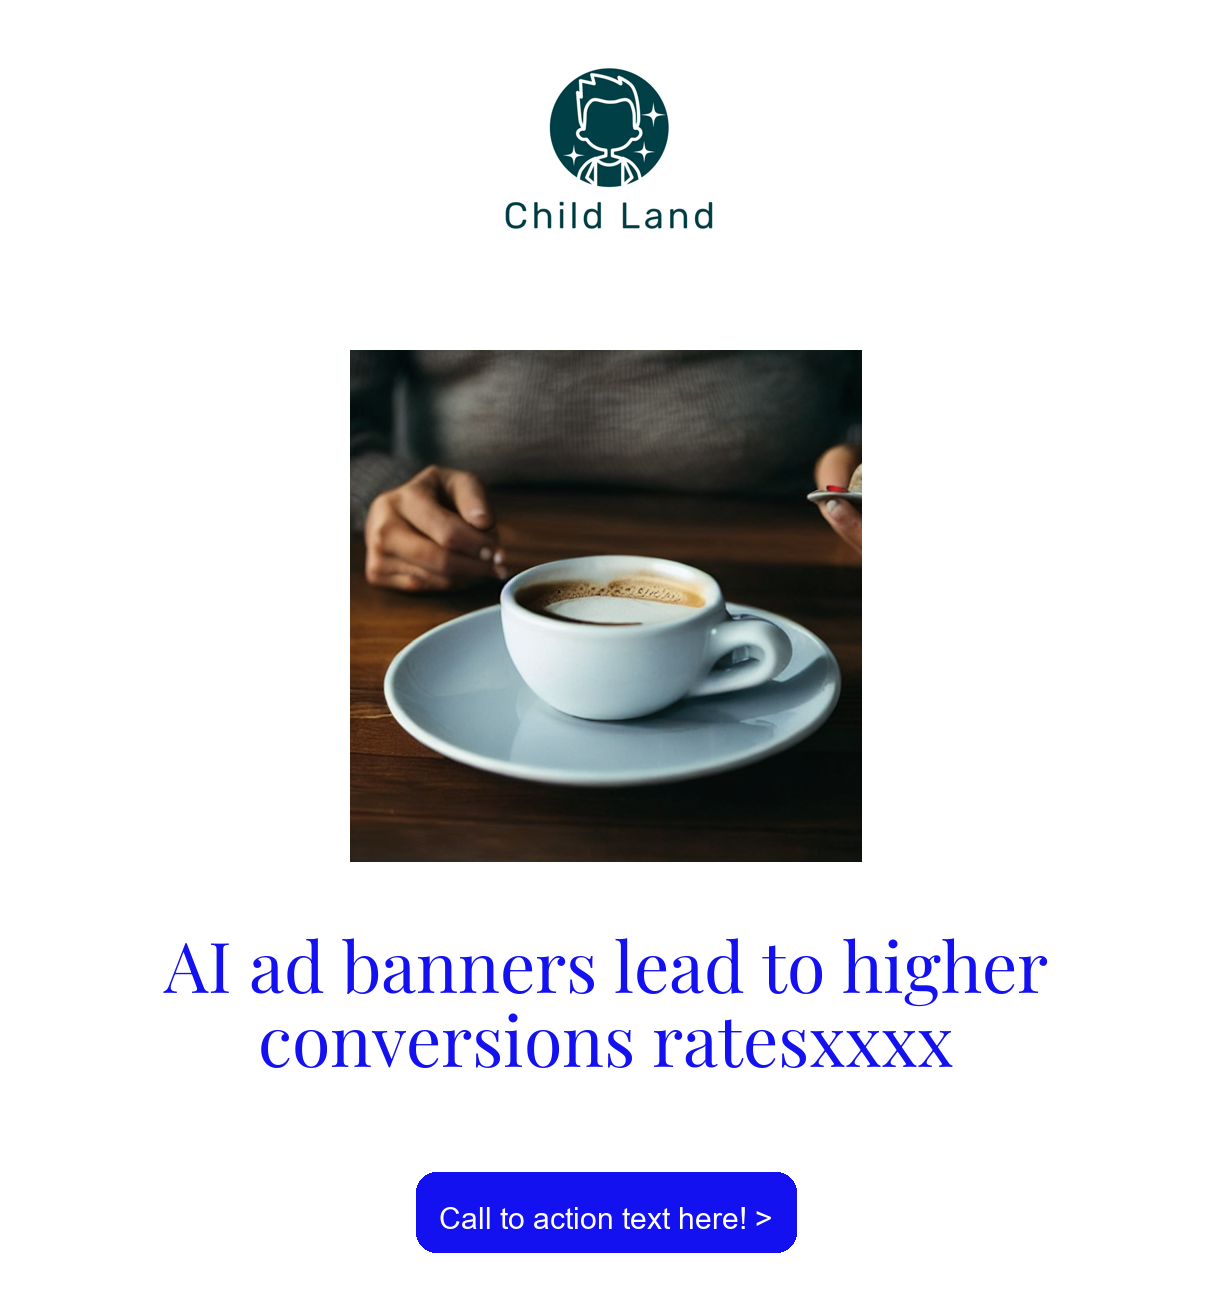 Child Land
AI ad banners lead to higher
conversions ratesxxxx
Call to action text here! >